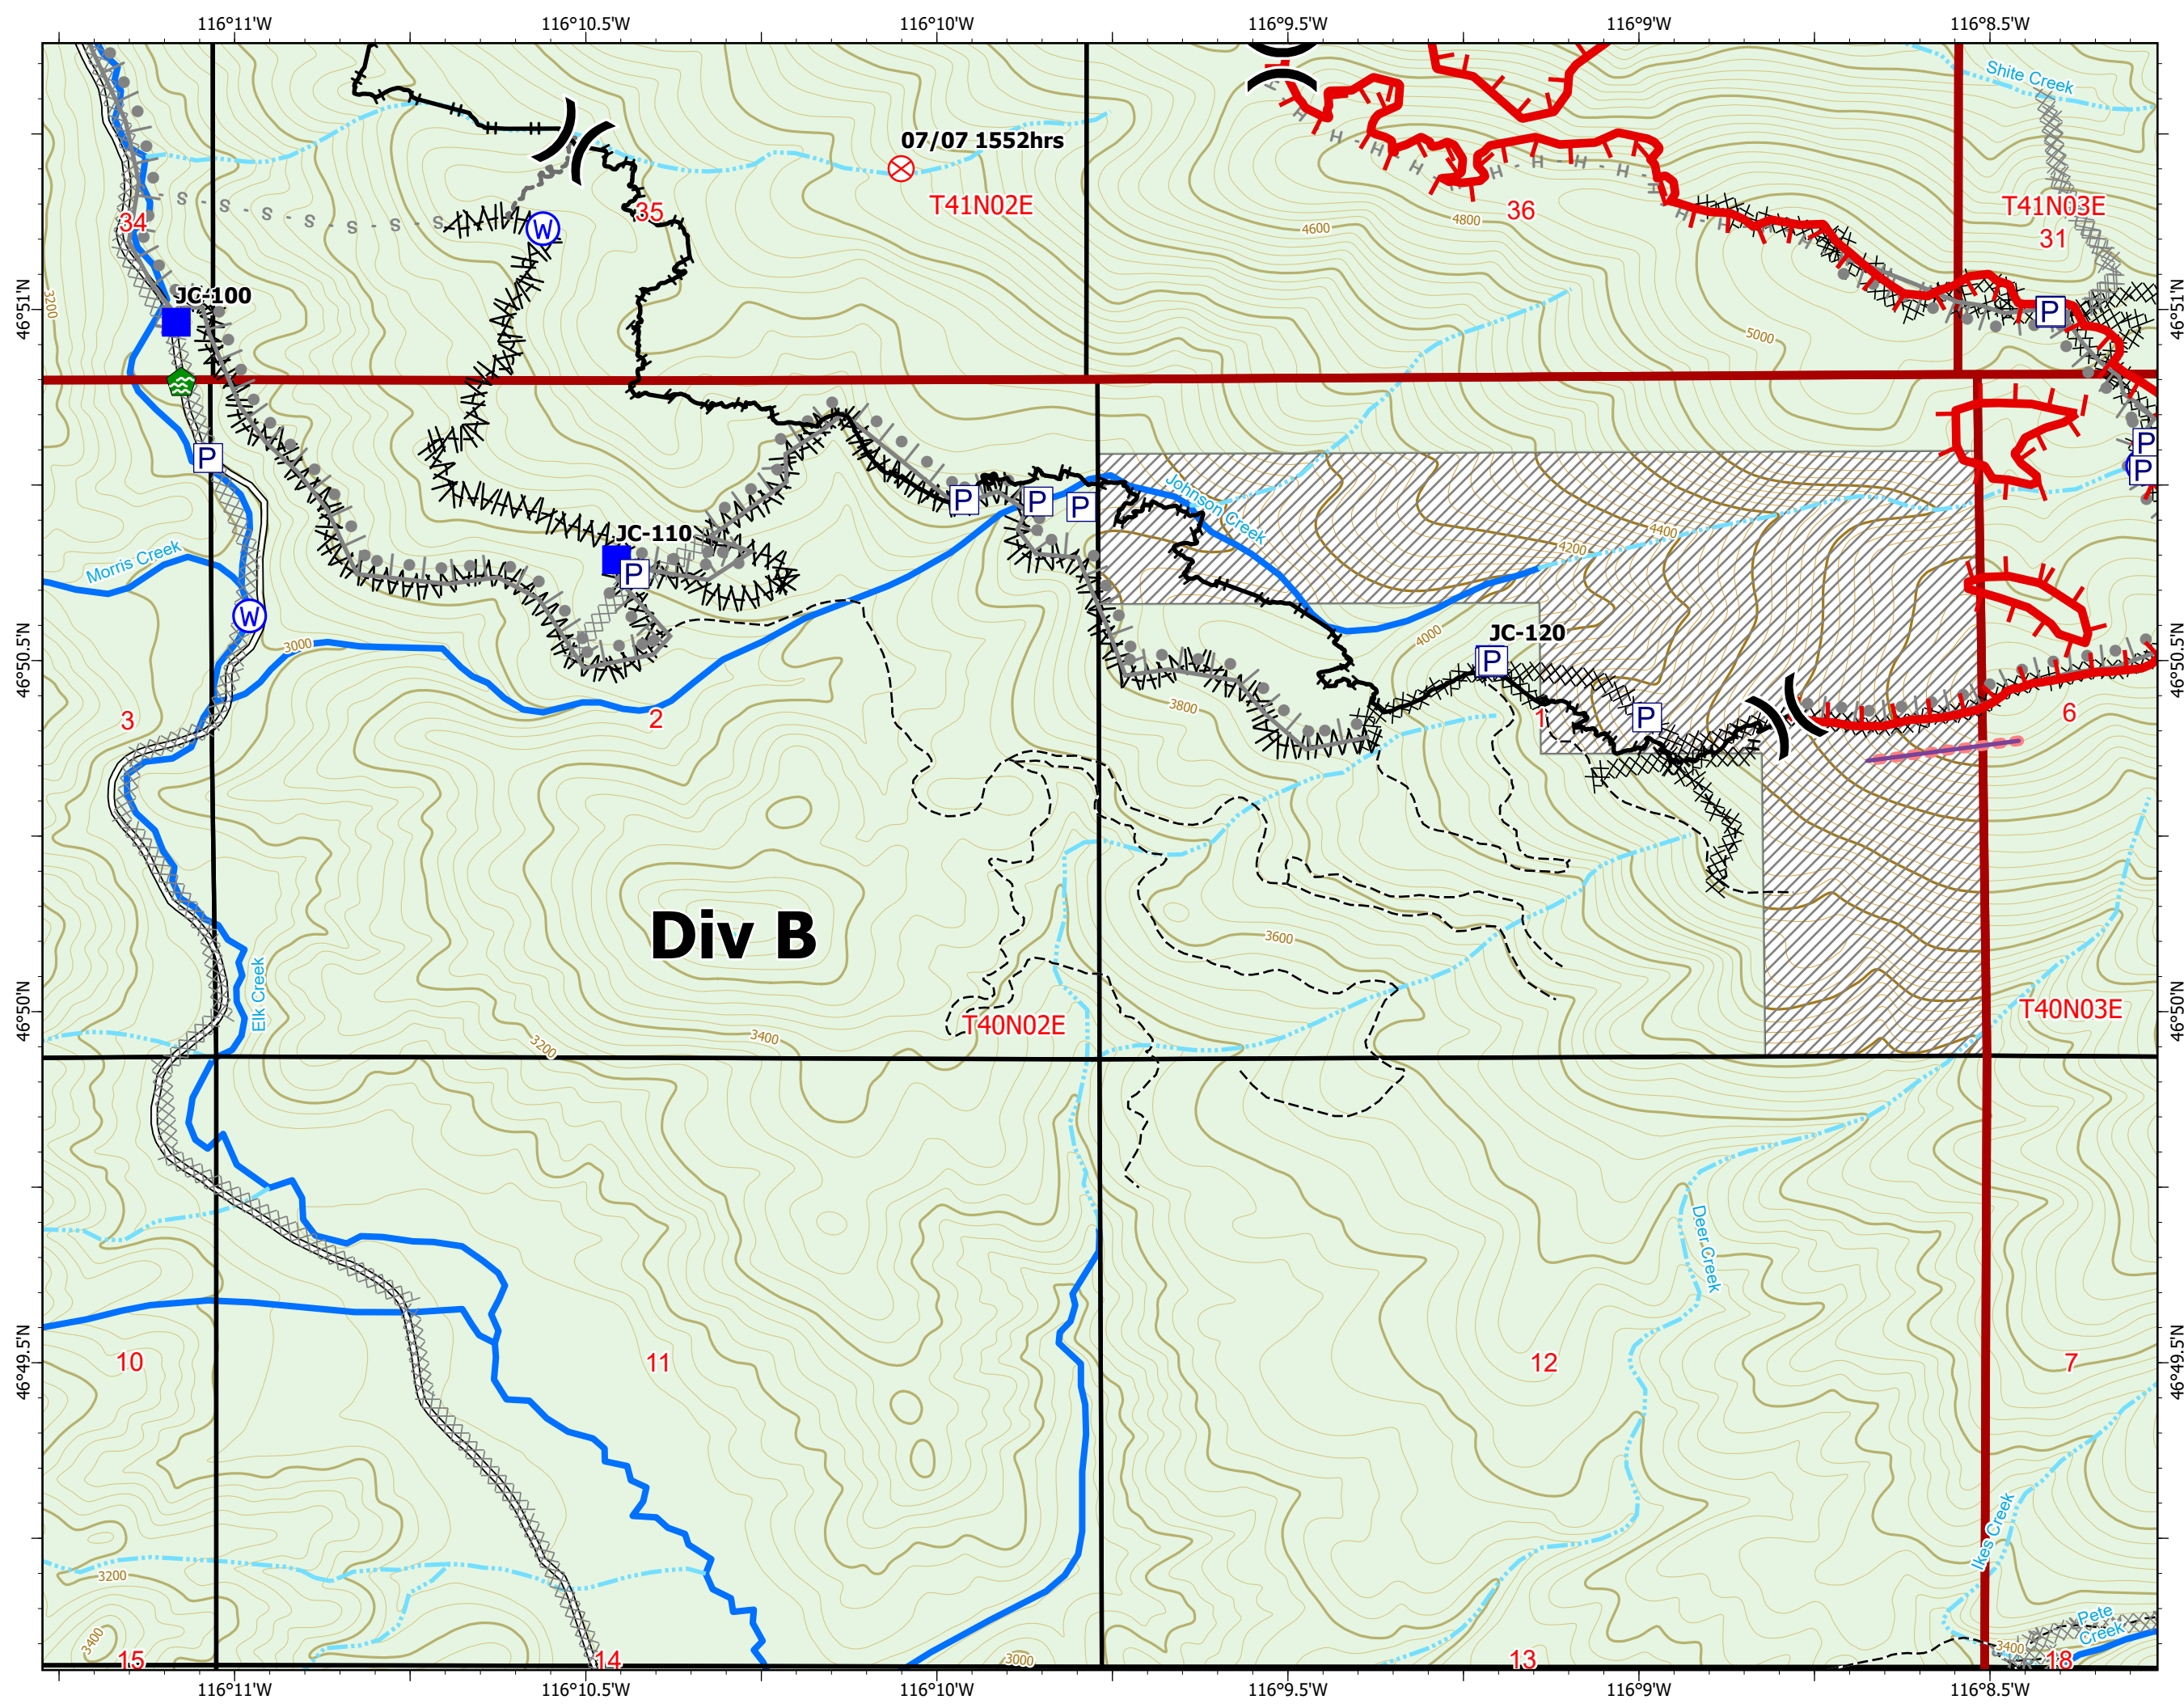 116°11'W 116°10.5'W 116°10'W 116°9.5'W 116°9'W 116°8.5'W
Shite Creek
07/07 1552hrs
T41N02E
T41N03E
34
35
36
31
W
4600
4800
3200
JC-100
P
46°51'N
46°51'N
5000
P
P
P
P
P
P
Johnson Creek
4400
4200
JC-110
P
Morris Creek
W
3000
4000
JC-120
P
46°50.5'N
46°50.5'N
3800
P
3
2
1
6
Div B
3600
Elk Creek
T40N02E
T40N03E
46°50'N
46°50'N
3200
3400
Deer Creek
10
11
12
7
46°49.5'N
46°49.5'N
Ikes Creek
3200
3400
Pete
Creek
3400
15
14
3000
13
18
116°11'W 116°10.5'W 116°10'W 116°9.5'W 116°9'W 116°8.5'W